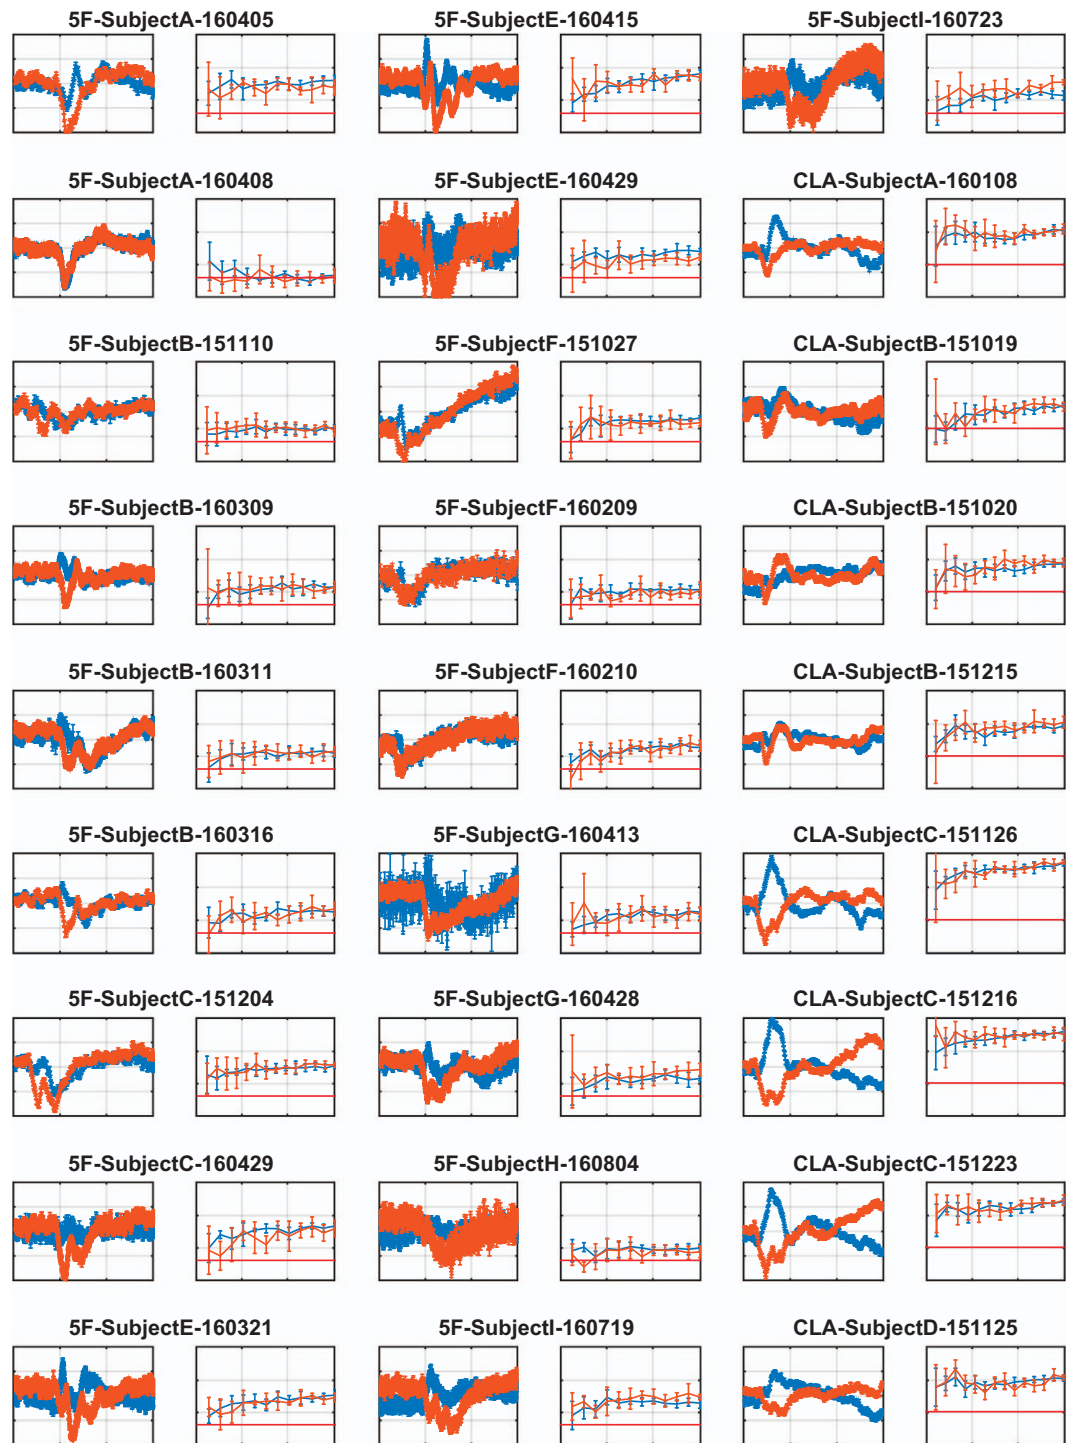 5F-SubjectA-160405
5F-SubjectE-160415
5F-SubjectI-160723
5F-SubjectA-160408
5F-SubjectE-160429
CLA-SubjectA-160108
5F-SubjectB-151110
5F-SubjectF-151027
CLA-SubjectB-151019
5F-SubjectB-160309
5F-SubjectF-160209
CLA-SubjectB-151020
5F-SubjectB-160311
5F-SubjectF-160210
CLA-SubjectB-151215
5F-SubjectB-160316
5F-SubjectG-160413
CLA-SubjectC-151126
5F-SubjectC-151204
5F-SubjectG-160428
CLA-SubjectC-151216
5F-SubjectC-160429
5F-SubjectH-160804
CLA-SubjectC-151223
5F-SubjectE-160321
5F-SubjectI-160719
CLA-SubjectD-151125